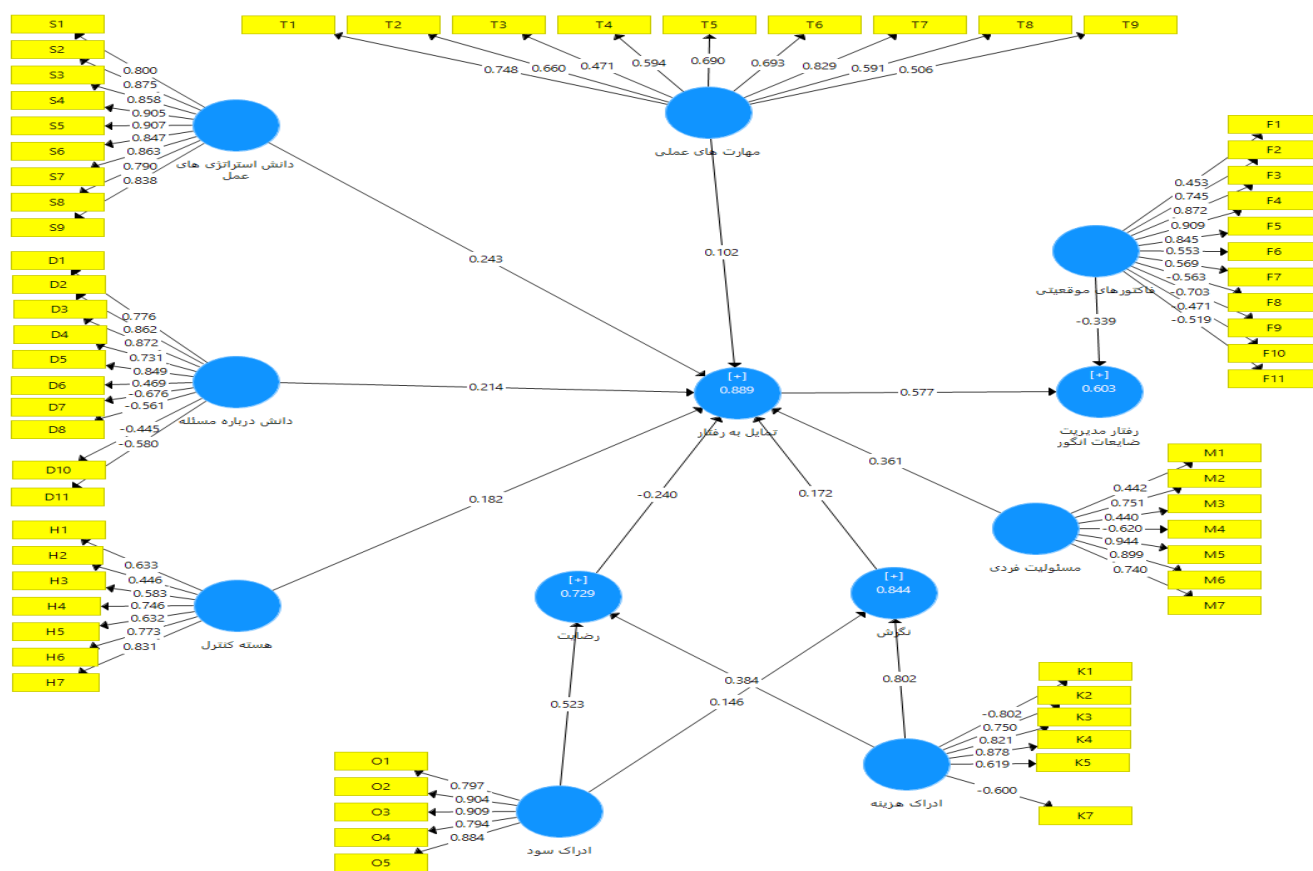 S1
S2
S3
S4
S5
S6
S7
S8
S9
0.800
0.875
0.858
0.905
0.907
0.847
0.863
0.790
0.838
دانش استراتژی های
عمل
T1
T2
T3
T4
T5
T6
T7
T8
T9
0.748
0.660
0.471
0.594
0.690
0.693
0.829
0.591
0.506
مهارت های عملی
F1
F2
F3
F4
F5
F6
F7
F8
F9
F10
F11
0.453
0.745
0.872
0.909
0.845
0.553
0.569
-0.563
-0.703
-0.471
-0.519
فاکتورهای موقعیتی
D1
D2
D3
D4
D5
D6
D7
D8
D10
D11
0.776
0.862
0.872
0.731
0.849
0.469
-0.676
-0.561
-0.445
-0.580
دانش درباره مسئله
0.243
0.102
-0.339
0.214
0.577
0.182
-0.240
0.172
0.361
[+]
0.889
تمایل به رفتار
[+]
0.603
رفتار مدیریت
ضایعات انگور
H1
H2
H3
H4
H5
H6
H7
0.633
0.446
0.583
0.746
0.632
0.773
0.831
هسته کنترل
M1
M2
M3
M4
M5
M6
M7
0.442
0.751
0.440
-0.620
0.944
0.899
0.740
مسئولیت فردی
[+]
0.729
رضایت
[+]
0.844
نگرش
0.523
0.384
0.146
0.802
O1
O2
O3
O4
O5
0.797
0.904
0.909
0.794
0.884
ادراک سود
K1
K2
K3
K4
K5
K7
-0.802
0.750
0.821
0.878
0.619
-0.600
ادراک هزینه